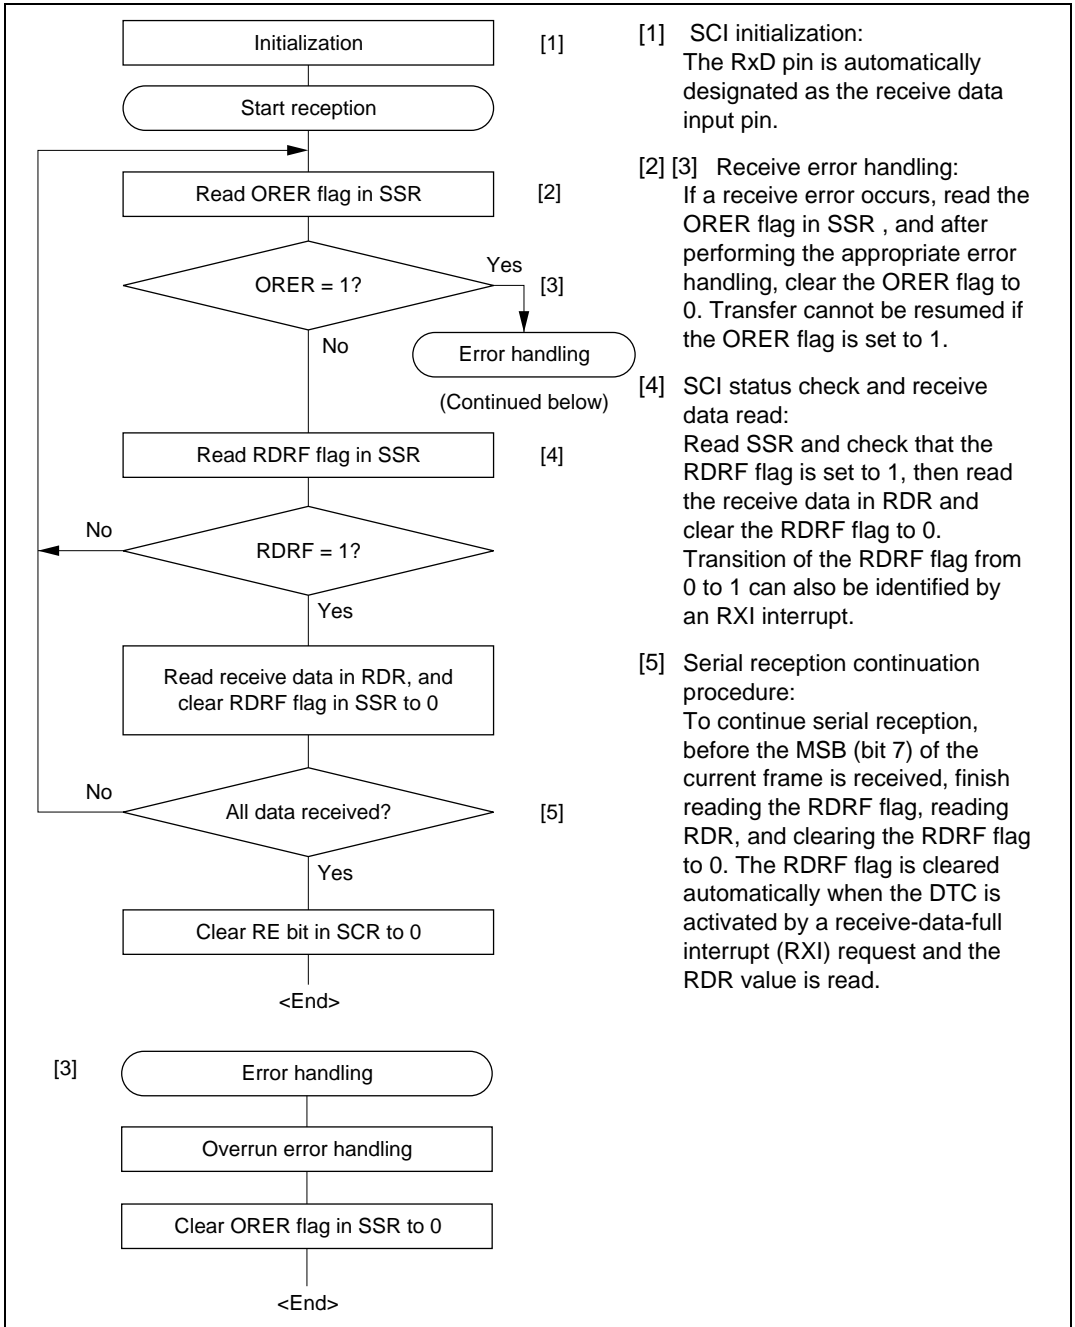 Initialization
[1]
Start reception
Read ORER flag in SSR
[2]
ORER = 1?
Yes
[3]
No
Error handling
(Continued below)
Read RDRF flag in SSR
[4]
No
RDRF = 1?
Yes
Read receive data in RDR, and
clear RDRF flag in SSR to 0
No
All data received?
[5]
Yes
Clear RE bit in SCR to 0
<End>
[3]
Error handling
Overrun error handling
Clear ORER flag in SSR to 0
<End>
[1] SCI initialization:
The RxD pin is automatically
designated as the receive data
input pin.
[2] [3] Receive error handling:
If a receive error occurs, read the
ORER flag in SSR , and after
performing the appropriate error
handling, clear the ORER flag to
0. Transfer cannot be resumed if
the ORER flag is set to 1.
[4] SCI status check and receive
data read:
Read SSR and check that the
RDRF flag is set to 1, then read
the receive data in RDR and
clear the RDRF flag to 0.
Transition of the RDRF flag from
0 to 1 can also be identified by
an RXI interrupt.
[5] Serial reception continuation
procedure:
To continue serial reception,
before the MSB (bit 7) of the
current frame is received, finish
reading the RDRF flag, reading
RDR, and clearing the RDRF flag
to 0. The RDRF flag is cleared
automatically when the DTC is
activated by a receive-data-full
interrupt (RXI) request and the
RDR value is read.